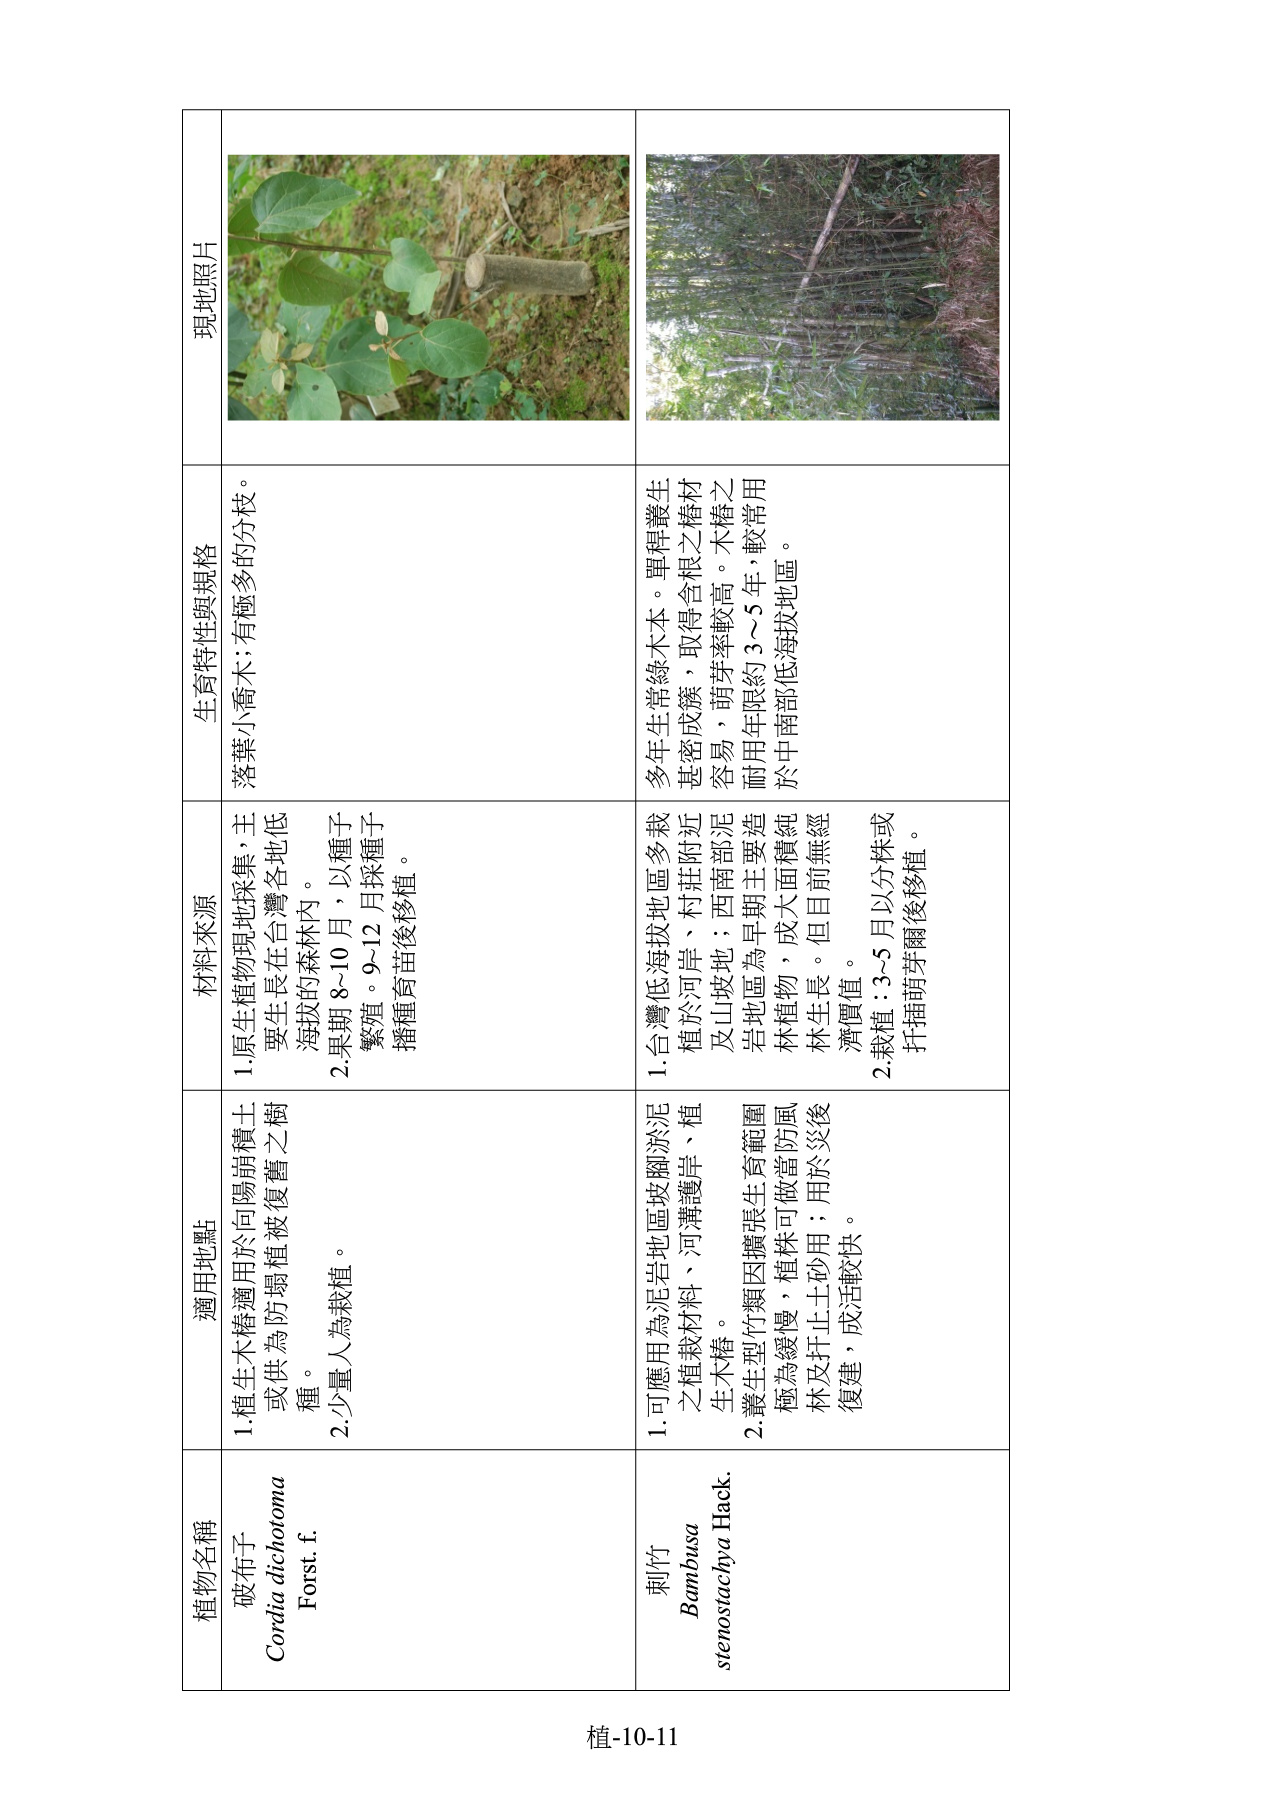 植物名稱
適用地點
材料來源
生育特性與規格
現地照片
破布子
Cordia dichotoma
Forst. f.
1.植生木樁適用於向陽崩積土
或供為防塌植被復舊之樹
種。
2.少量人為栽植。
1.原生植物現地採集,主
要生長在台灣各地低
海拔的森林內。
2.果期 8~10 月，以種子
繁殖。9~12 月採種子
播種育苗後移植。
落葉小喬木;有極多的分枝。
刺竹
Bambusa
stenostachya Hack.
1.可應用為泥岩地區坡腳淤泥
之植栽材料、河溝護岸、植
生木樁。
2.叢生型竹類因擴張生育範圍
極為緩慢，植株可做當防風
林及扞止土砂用；用於災後
復建，成活較快。
1.台灣低海拔地區多栽
植於河岸、村莊附近
及山坡地；西南部泥
岩地區為早期主要造
林植物，成大面積純
林生長。但目前無經
濟價值。
2.栽植：3~5 月以分株或
扦插萌芽爾後移植。
多年生常綠木本。單稈叢生
甚密成簇，取得含根之樁材
容易，萌芽率較高。木樁之
耐用年限約 3～5 年,較常用
於中南部低海拔地區。
植-10-11